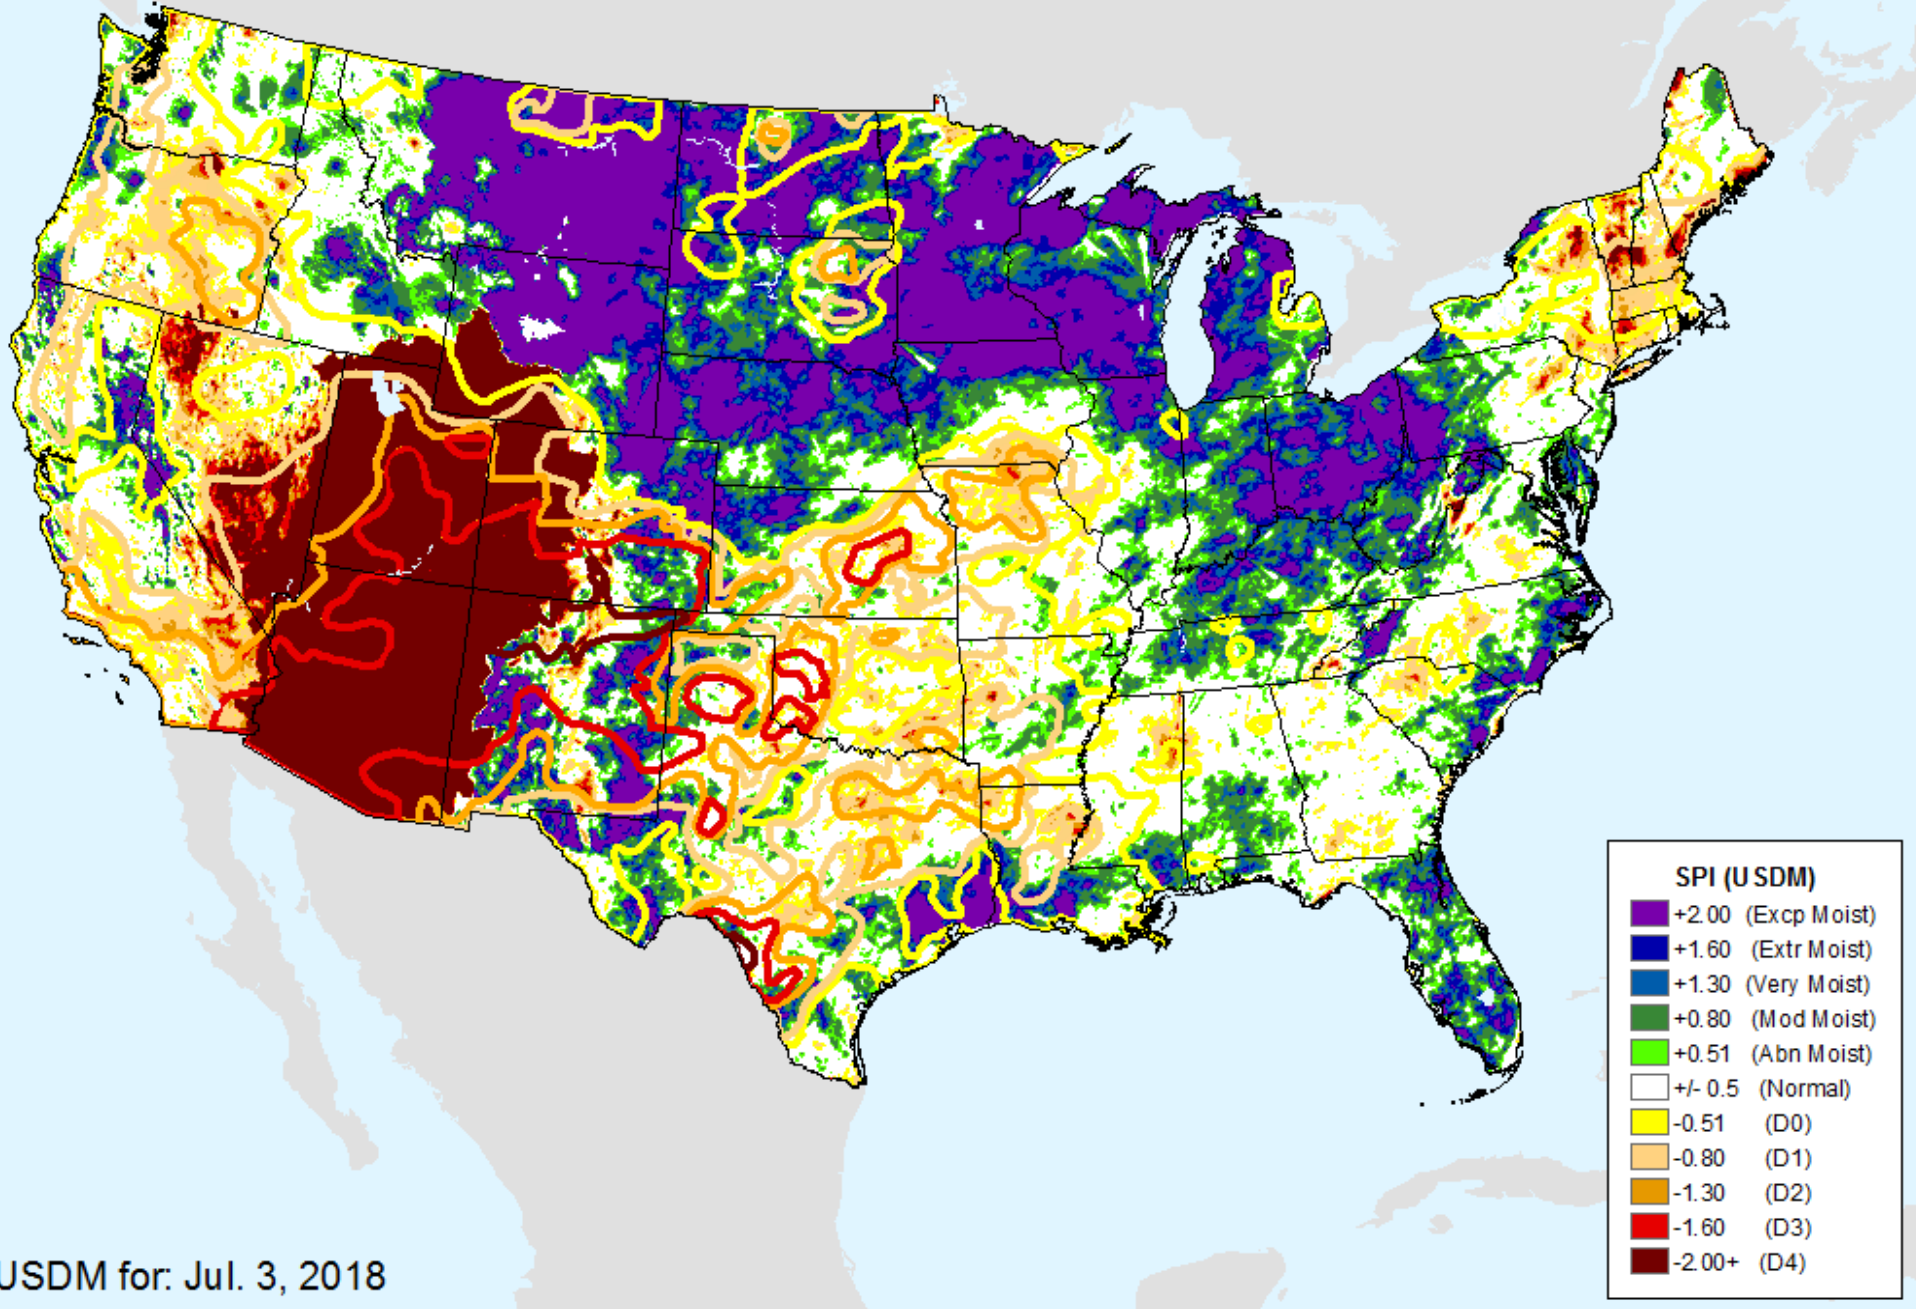 SPI (USDM)
+2.00 (Excp Moist)
+1.60 (Extr Moist)
+1.30 (Very Moist)
+0.80 (Mod Moist)
+0.51 (Abn Moist)
+/- 0.5 (Normal)
-0.51 (D0)
-0.80 (D1)
-1.30 (D2)
-1.60 (D3)
-2.00+ (D4)
USDM for: Jul. 3, 2018